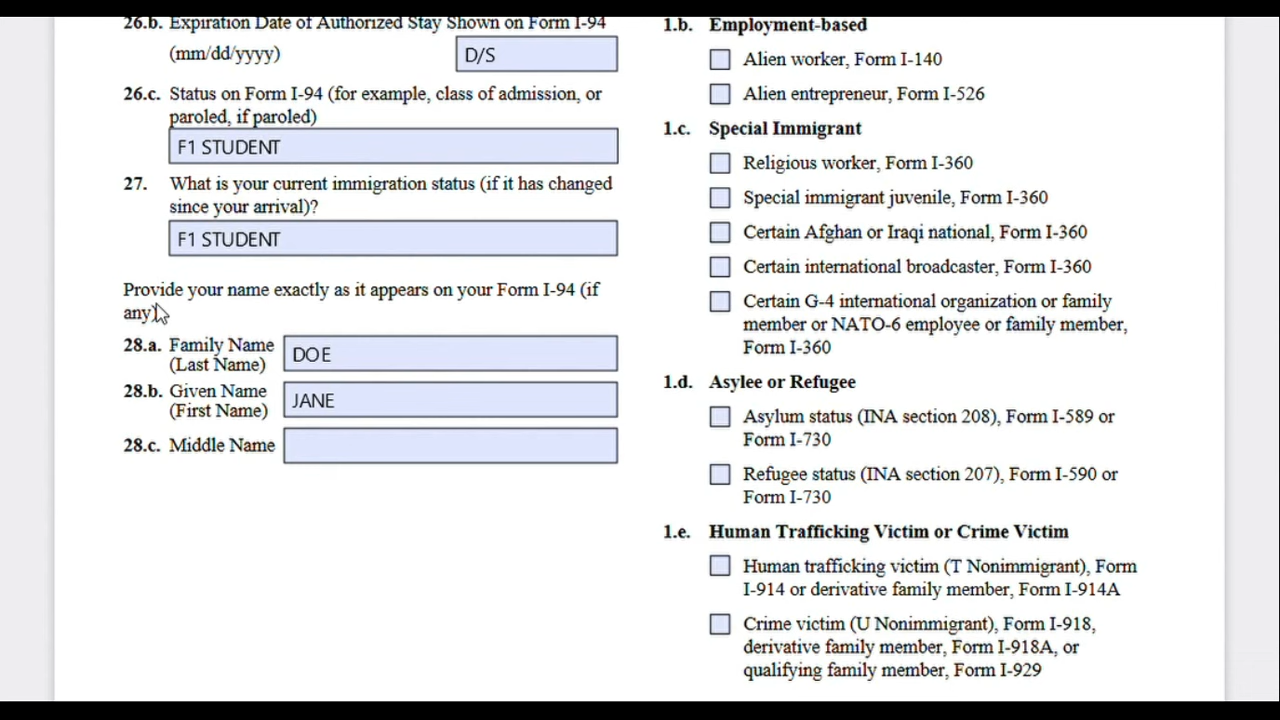 26.b. Expiration Date of Authorized Stay Shown on Form I-94
(mm/dd/yyyy)
D/S
26.c. Status on Form I-94 (for example, class of admission, or
paroled, if paroled)
F1 STUDENT
27. What is your current immigration status (if it has changed
since your arrival)?
F1 STUDENT
Provide your name exactly as it appears on your Form I-94 (if
any)
28.a. Family Name
(Last Name)
DOE
28.b. Given Name
(First Name)
JANE
28.c. Middle Name
1.b. Employment-based
Alien worker, Form I-140
Alien entrepreneur, Form I-526
1.c. Special Immigrant
Religious worker, Form I-360
Special immigrant juvenile, Form I-360
Certain Afghan or Iraqi national, Form I-360
Certain international broadcaster, Form I-360
Certain G-4 international organization or family
member or NATO-6 employee or family member,
Form I-360
1.d. Asylee or Refugee
Asylum status (INA section 208), Form I-589 or
Form I-730
Refugee status (INA section 207), Form I-590 or
Form I-730
1.e. Human Trafficking Victim or Crime Victim
Human trafficking victim (T Nonimmigrant), Form
I-914 or derivative family member, Form I-914A
Crime victim (U Nonimmigrant), Form I-918,
derivative family member, Form I-918A, or
qualifying family member, Form I-929